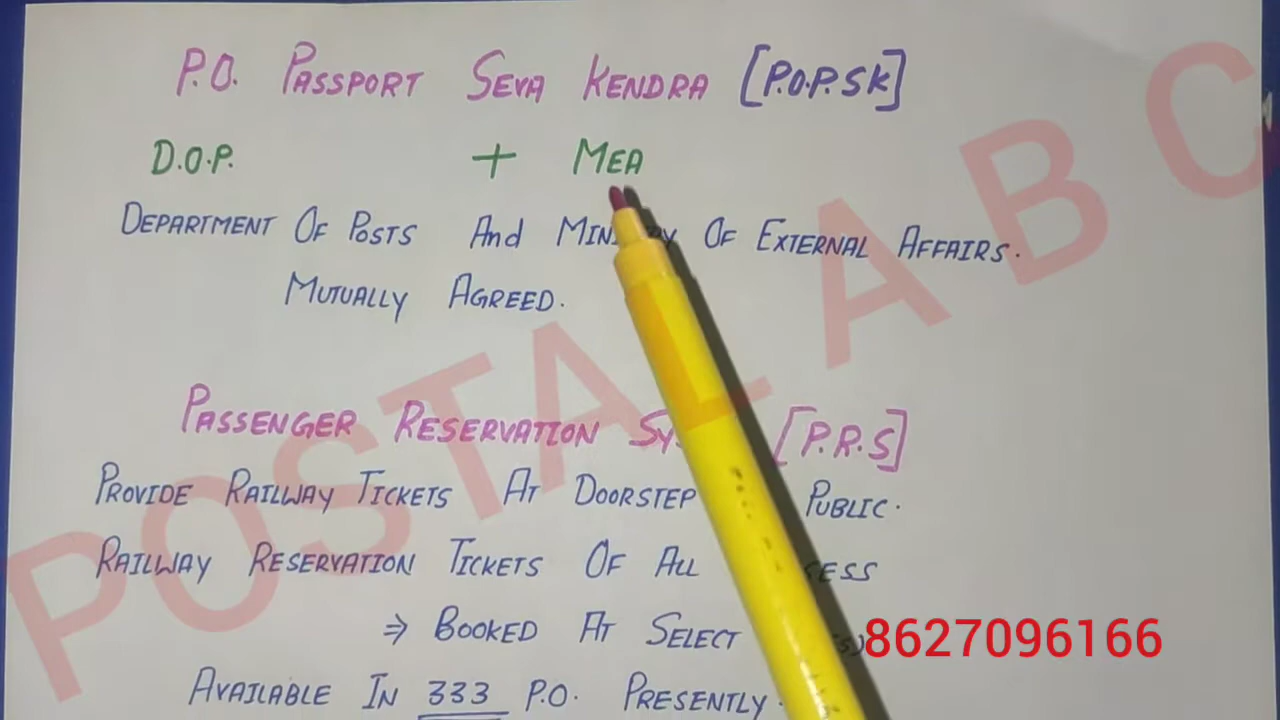 P.O. PASSPORT SEVA KENDRA [P.O.P.SK]
D.O.P. + MEA
DEPARTMENT OF POSTS And OF EXTERNAL AFFAIRS.
MUTUALLY AGREED.
PASSENGER RESERVATION [P.R.S]
PROVIDE RAILWAY TICKETS AT DOORSTEP PUBLIC.
RAILWAY RESERVATION TICKETS OF ALL
⇒ BOOKED AT SELECT
8627096166
AVAILABLE IN 333 P.O. PRESENTLY.
POSTAL ABC